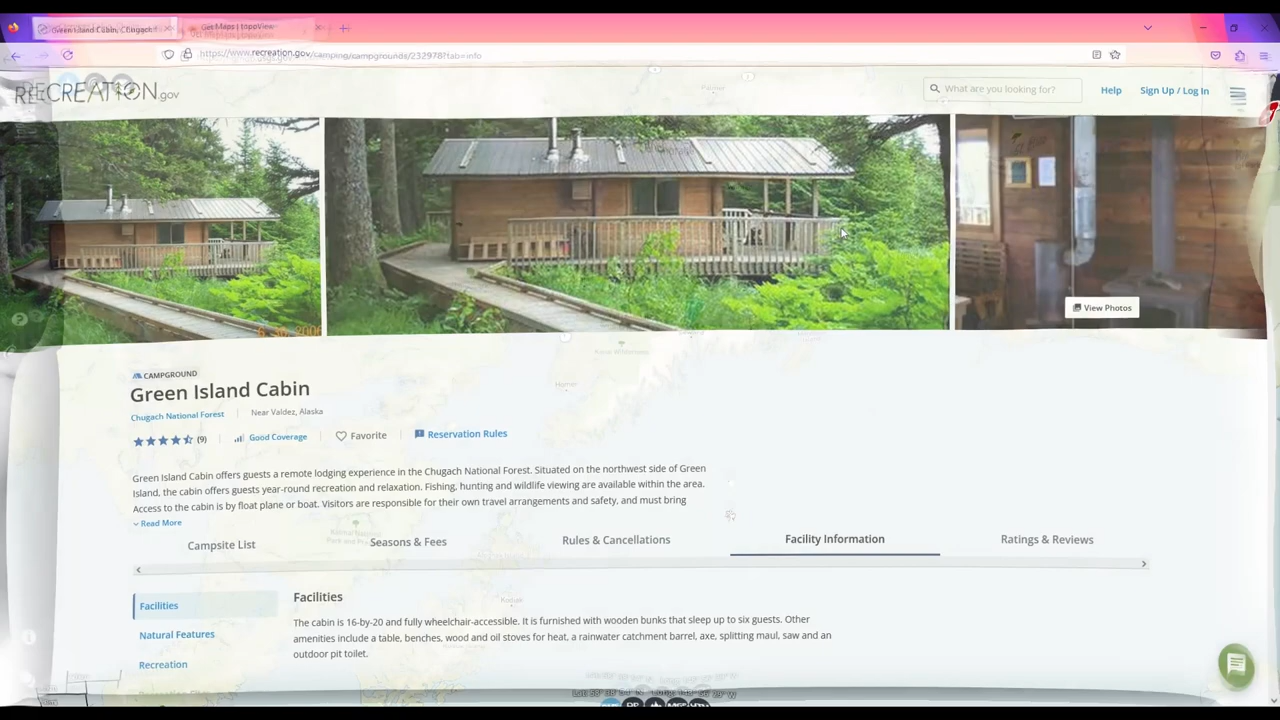 Green Island Cabin, Chugach
Get Maps | topoView
https://www.recreation.gov/camping/campgrounds/232978?tab=info
RECREATION.gov
What are you looking for?
Help
Sign Up / Log In
View Photos
CAMPGROUND
Green Island Cabin
Chugach National Forest
Near Valdez, Alaska
(9)
Good Coverage
Favorite
Reservation Rules
Green Island Cabin offers guests a remote lodging experience in the Chugach National Forest. Situated on the northwest side of Green
Island, the cabin offers guests year-round recreation and relaxation. Fishing, hunting and wildlife viewing are available within the area.
Access to the cabin is by float plane or boat. Visitors are responsible for their own travel arrangements and safety, and must bring
Read More
Campsite List
Seasons & Fees
Rules & Cancellations
Facility Information
Ratings & Reviews
Facilities
Natural Features
Recreation
Facilities
The cabin is 16-by-20 and fully wheelchair-accessible. It is furnished with wooden bunks that sleep up to six guests. Other
amenities include a table, benches, wood and oil stoves for heat, a rainwater catchment barrel, axe, splitting maul, saw and an
outdoor pit toilet.
Homer
Kodiak